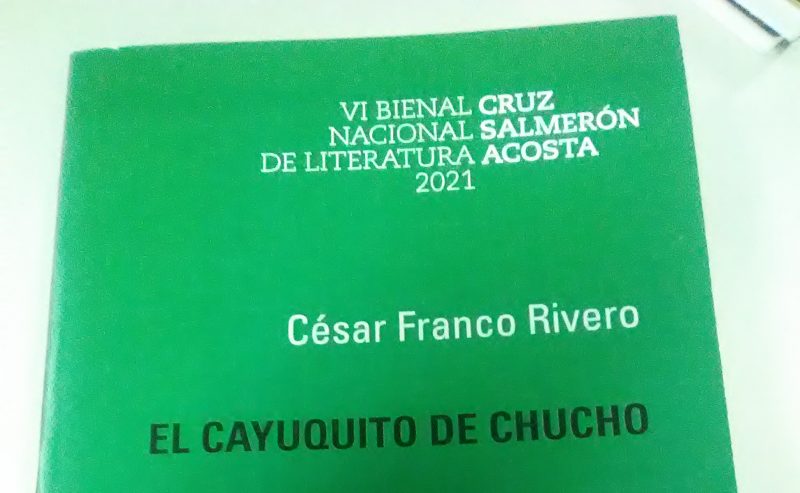 VI BIENAL CRUZ
NACIONAL SALMERÓN
DE LITERATURA ACOSTA
2021
César Franco Rivero
EL CAYUQUITO DE CHUCHO